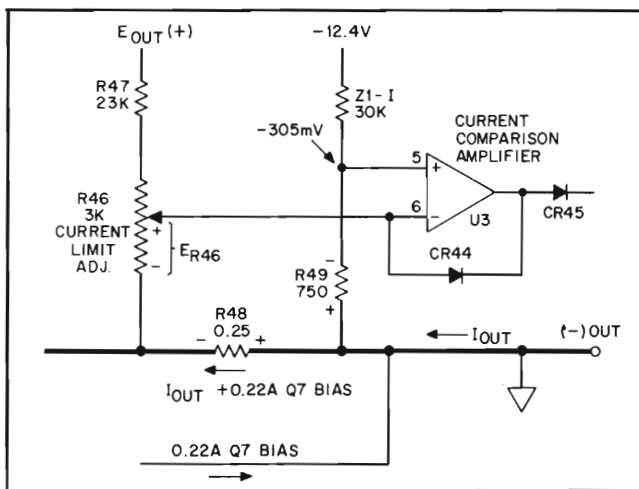 E OUT (+)
-12.4V
R47
23K
Z1-I
30K
CURRENT
COMPARISON
AMPLIFIER
-305mV
5
+
6
-
U3
CR45
R46
3K
CURRENT
LIMIT
ADJ.
+
E R46
-
CR44
-
R49
750
+
R48
0.25
-
+
I OUT
(-) OUT
I OUT +0.22A Q7 BIAS
0.22A Q7 BIAS